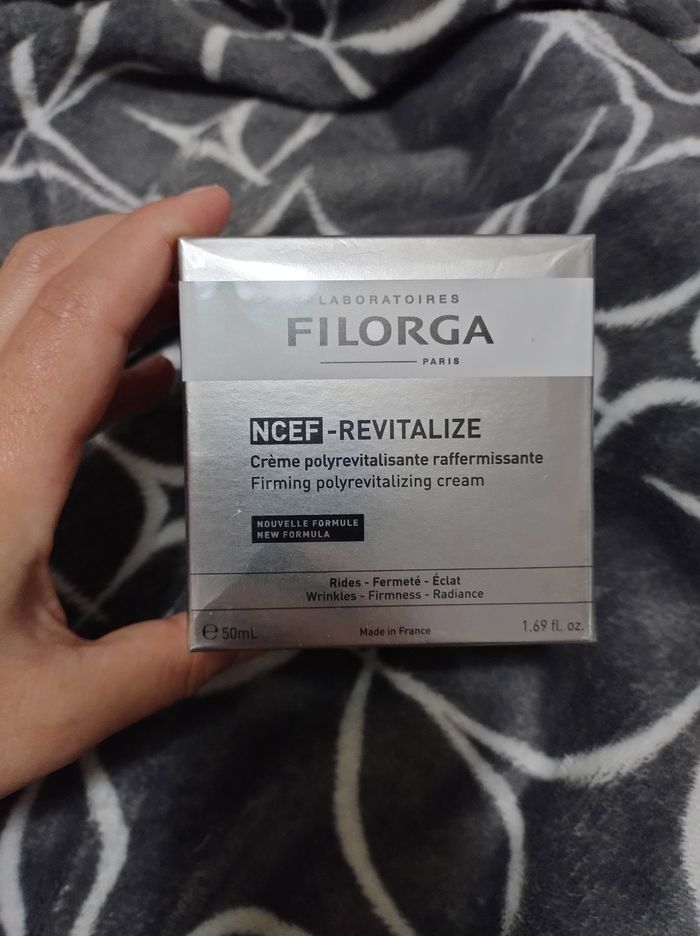 LABORATOIRES
FILORGA
PARIS
NCEF-REVITALIZE
Crème polyrevitalisante raffermissante
Firming polyrevitalizing cream
NOUVELLE FORMULE
NEW FORMULA
Rides - Fermeté - Éclat
Wrinkles - Firmness - Radiance
℮ 50mL Made in France 1.69 fl. oz.